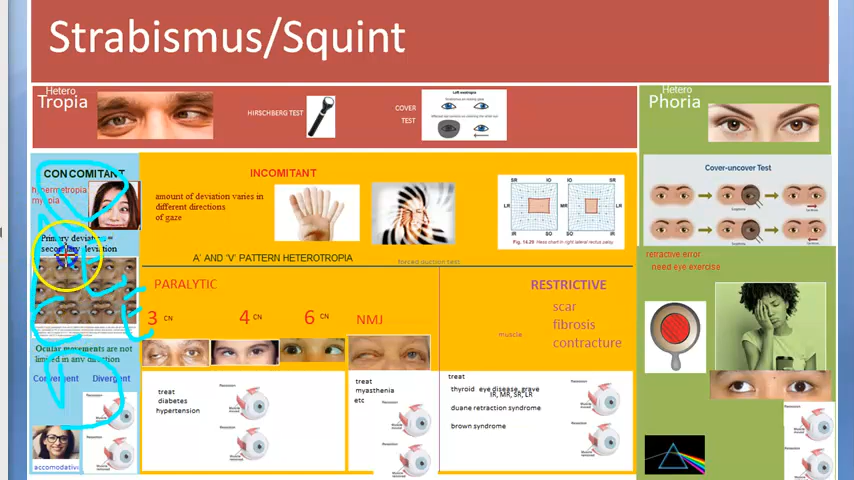 Strabismus/Squint
Hetero
Tropia
HIRSCHBERG TEST
COVER
TEST
Hetero
Phoria
CONCOMITANT
hypermetropia
myopia
Primary deviation =
secondary deviation
Ocular movements are not
limited in any direction
Convergent Divergent
accomodative
INCOMITANT
amount of deviation varies in
different directions
of gaze
SR IO IO SR
LR MR LR
IR SO SO IR
Fig. 14.20 Hess chart in right lateral rectus palsy
A' AND 'V' PATTERN HETEROTROPIA
forced duction test
PARALYTIC
3 CN 4 CN 6 CN NMJ
treat
diabetes
hypertension
treat
myasthenia
etc
RESTRICTIVE
muscle
scar
fibrosis
contracture
treat
thyroid eye disease, grave
IR, MR, SR, LR
duane retraction syndrome
brown syndrome
Cover-uncover Test
refractive error
need eye exercise